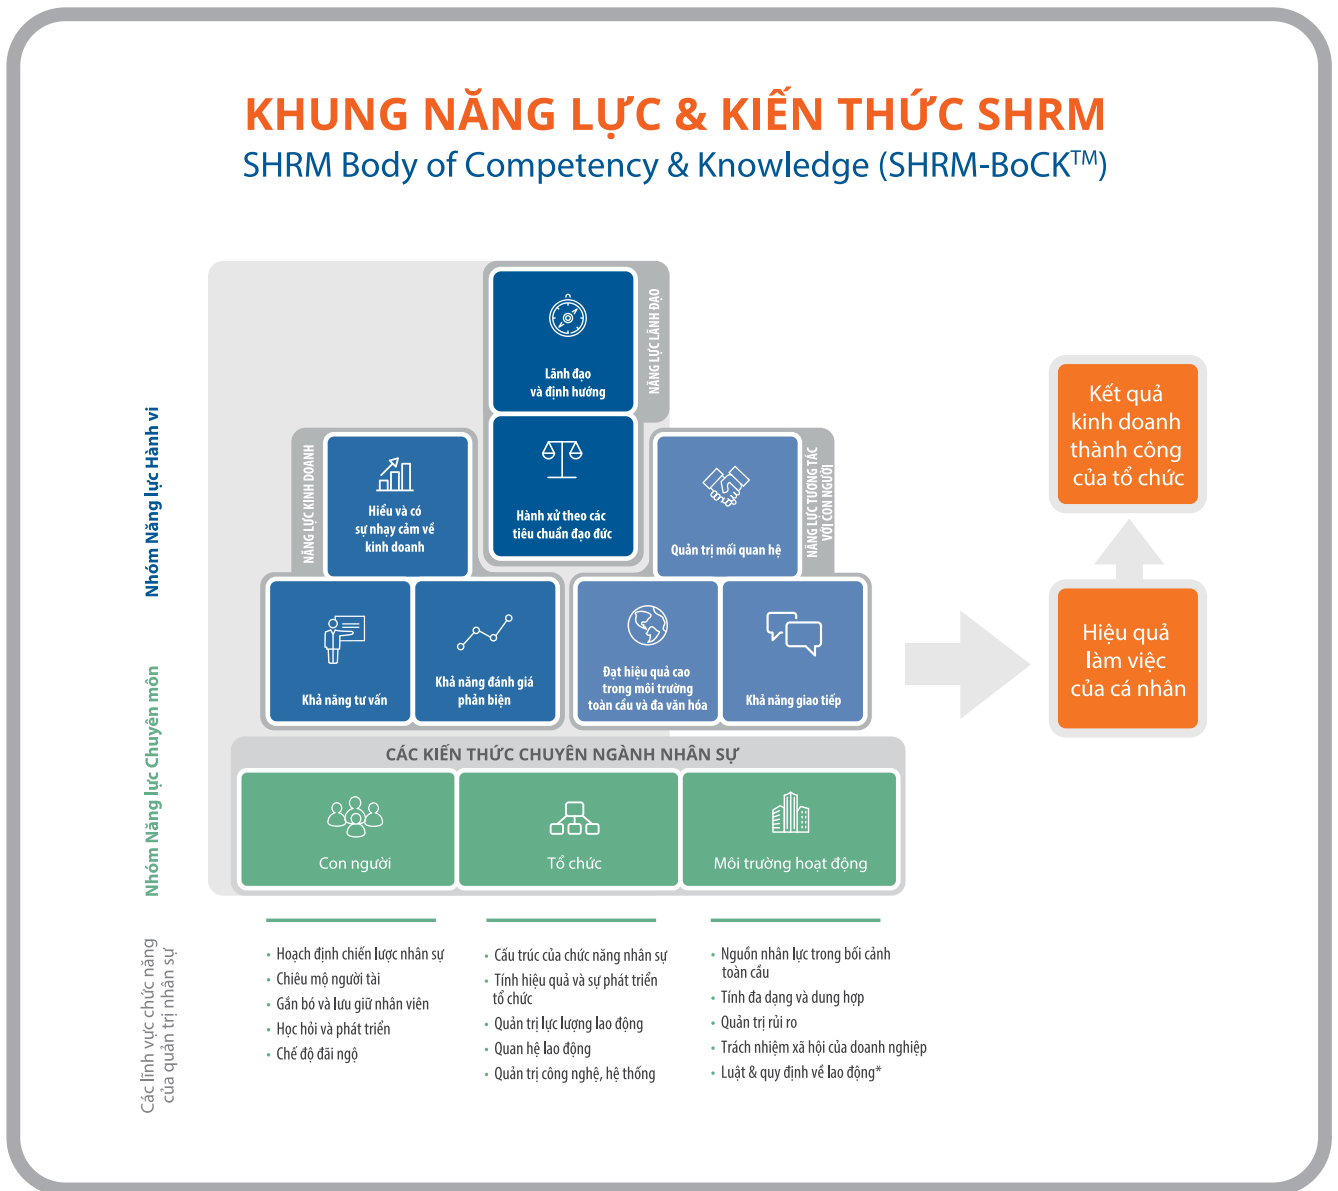 KHUNG NĂNG LỰC & KIẾN THỨC SHRM
SHRM Body of Competency & Knowledge (SHRM-BoCK™)
Nhóm Năng lực Hành vi
NĂNG LỰC LÃNH ĐẠO
Lãnh đạo
và định hướng
Hành xử theo các
tiêu chuẩn đạo đức
NĂNG LỰC KINH DOANH
Hiểu và có
sự nhạy cảm về
kinh doanh
Khả năng tư vấn
Khả năng đánh giá
phản biện
NĂNG LỰC TƯƠNG TÁC
VỚI CON NGƯỜI
Quản trị mối quan hệ
Đạt hiệu quả cao
trong môi trường
toàn cầu và đa văn hóa
Khả năng giao tiếp
Kết quả
kinh doanh
thành công
của tổ chức
Hiệu quả
làm việc
của cá nhân
Nhóm Năng lực Chuyên môn
CÁC KIẾN THỨC CHUYÊN NGÀNH NHÂN SỰ
Con người
Tổ chức
Môi trường hoạt động
Các lĩnh vực chức năng
của quản trị nhân sự
• Hoạch định chiến lược nhân sự
• Chiêu mộ người tài
• Gắn bó và lưu giữ nhân viên
• Học hỏi và phát triển
• Chế độ đãi ngộ
• Cấu trúc của chức năng nhân sự
• Tính hiệu quả và sự phát triển
tổ chức
• Quản trị lực lượng lao động
• Quan hệ lao động
• Quản trị công nghệ, hệ thống
• Nguồn nhân lực trong bối cảnh
toàn cầu
• Tính đa dạng và dung hợp
• Quản trị rủi ro
• Trách nhiệm xã hội của doanh nghiệp
• Luật & quy định về lao động*